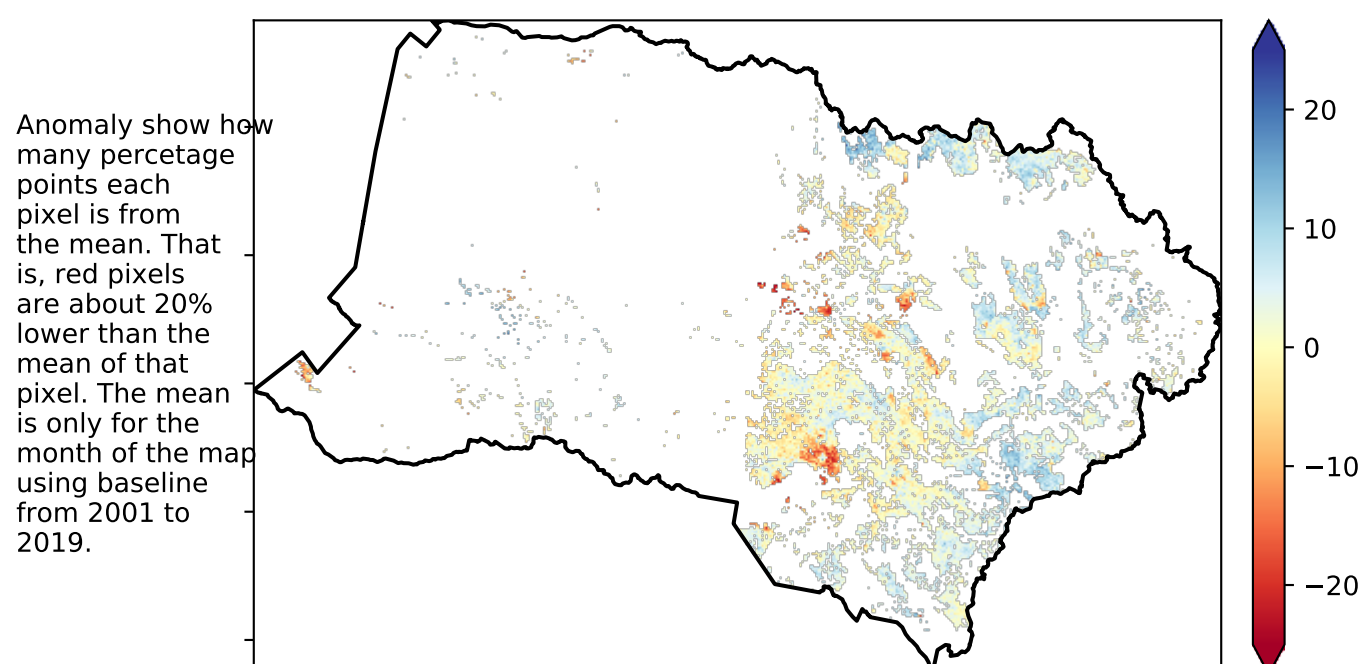 Anomaly show how
many percetage
points each
pixel is from
the mean. That
is, red pixels
are about 20%
lower than the
mean of that
pixel. The mean
is only for the
month of the map
using baseline
from 2001 to
2019.
20
10
0
−10
−20